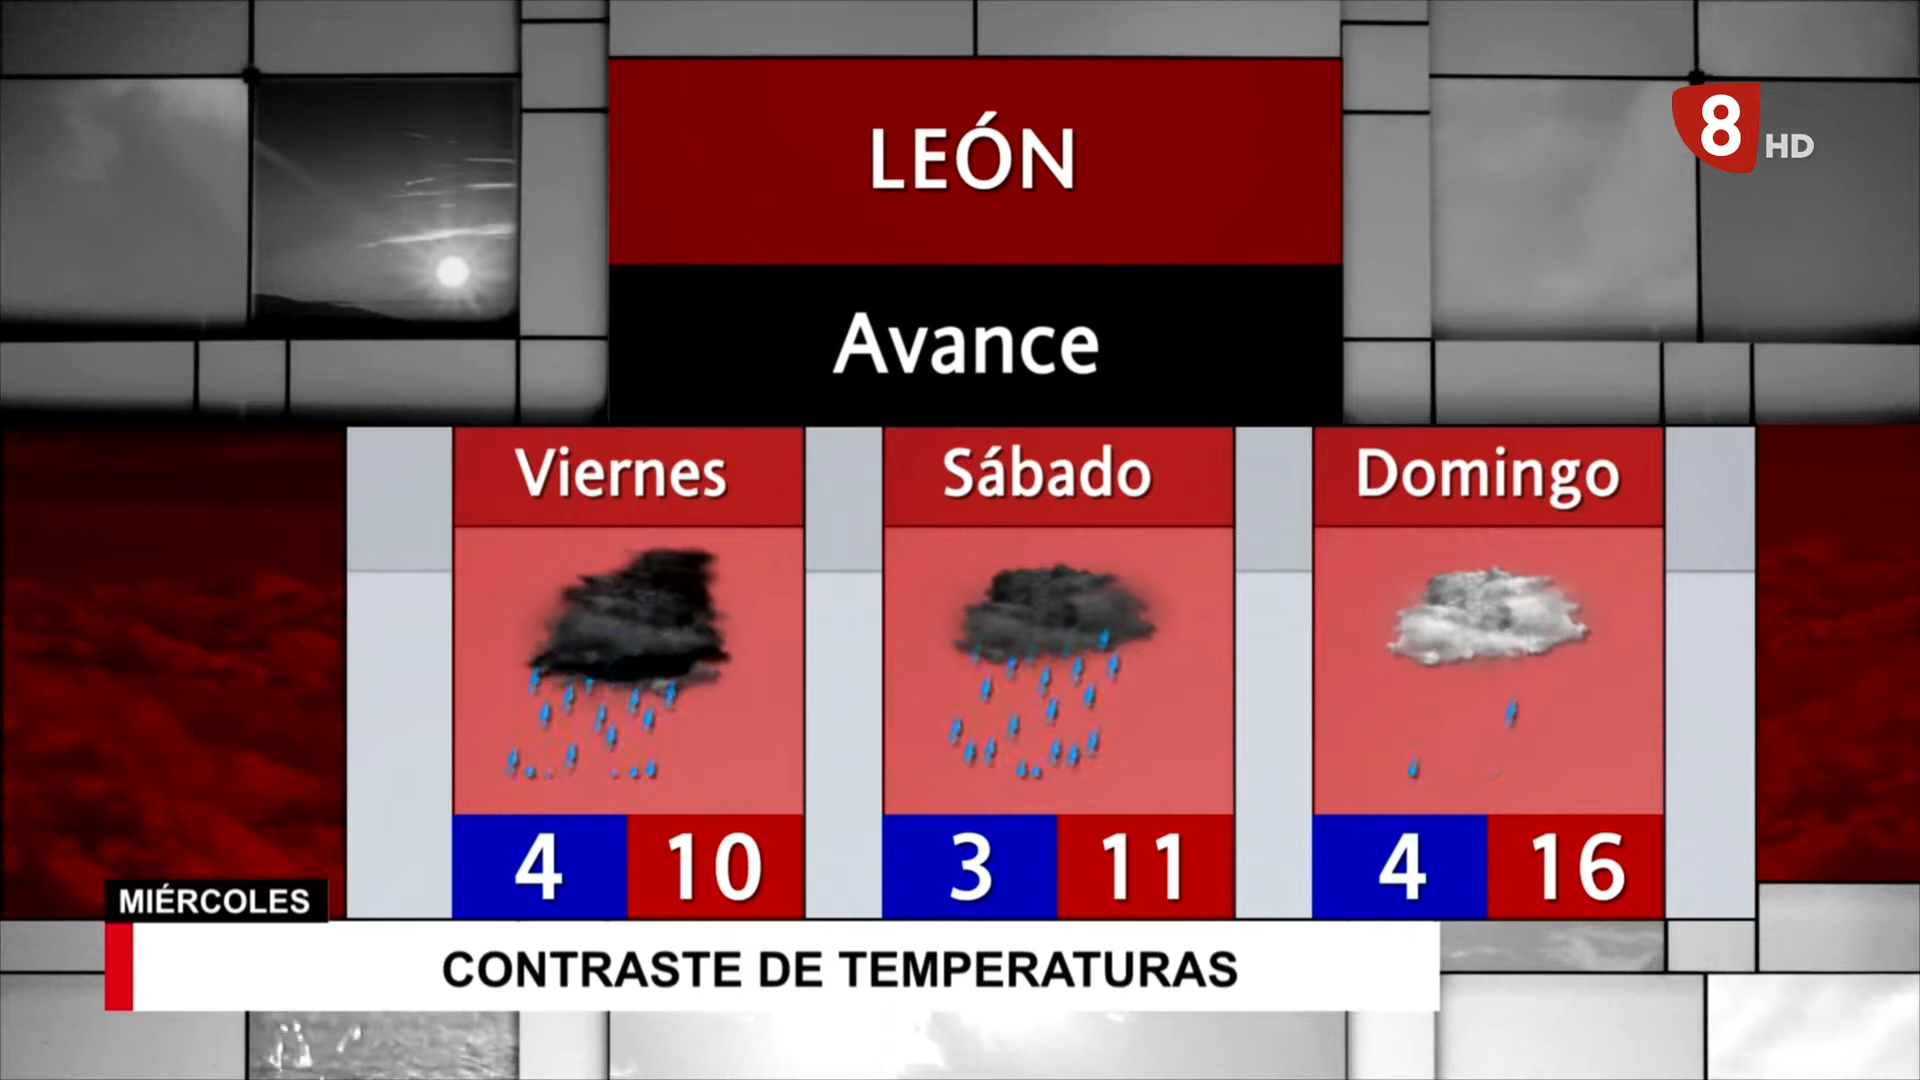 LEÓN
8 HD
Avance
Viernes
Sábado
Domingo
4 10
3 11
4 16
MIÉRCOLES
CONTRASTE DE TEMPERATURAS